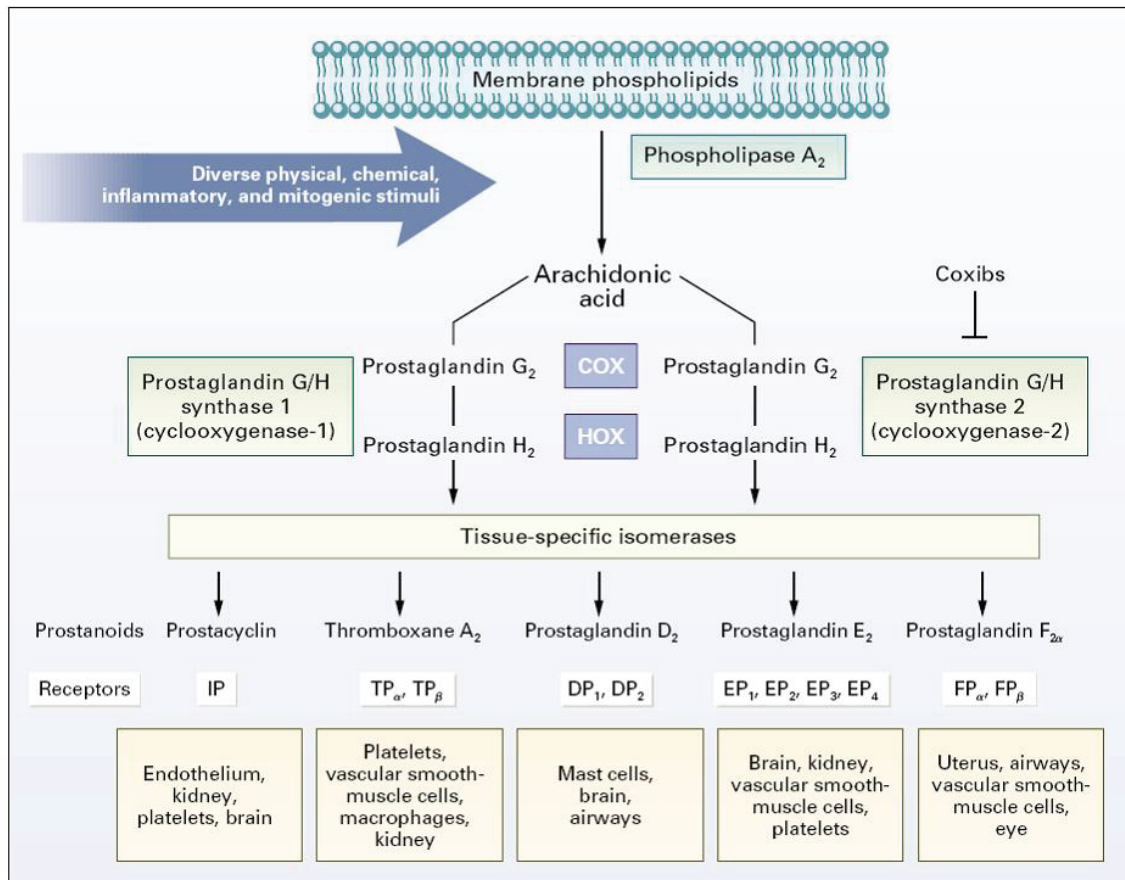 Membrane phospholipids
Phospholipase A₂
Diverse physical, chemical,
inflammatory, and mitogenic stimuli
Arachidonic
acid
Coxibs
Prostaglandin G/H
synthase 1
(cyclooxygenase-1)
Prostaglandin G₂
COX
Prostaglandin G₂
Prostaglandin G/H
synthase 2
(cyclooxygenase-2)
Prostaglandin H₂
HOX
Prostaglandin H₂
Tissue-specific isomerases
Prostanoids
Prostacyclin
Thromboxane A₂
Prostaglandin D₂
Prostaglandin E₂
Prostaglandin F₂α
Receptors
IP
TPα, TPβ
DP₁, DP₂
EP₁, EP₂, EP₃, EP₄
FPα, FPβ
Endothelium,
kidney,
platelets, brain
Platelets,
vascular smooth-
muscle cells,
macrophages,
kidney
Mast cells,
brain,
airways
Brain, kidney,
vascular smooth-
muscle cells,
platelets
Uterus, airways,
vascular smooth-
muscle cells,
eye